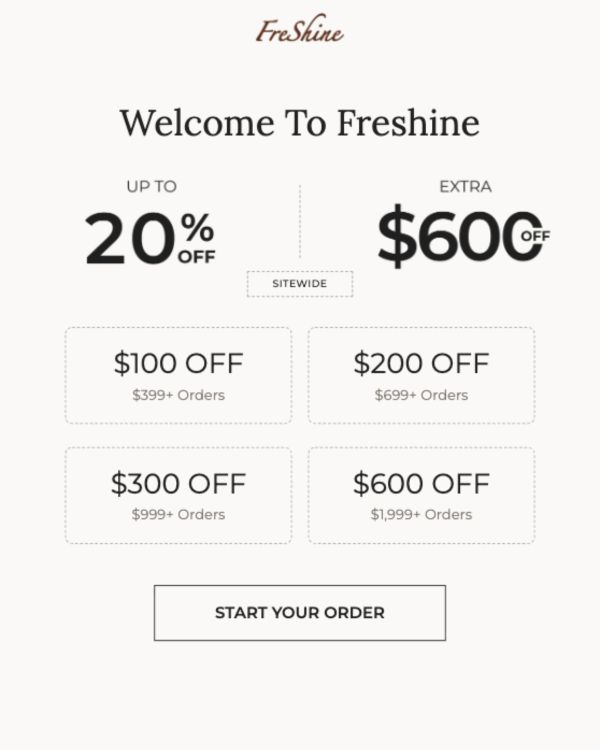 FreShine
Welcome To Freshine
UP TO
20% OFF
EXTRA
$600 OFF
SITEWIDE
$100 OFF
$399+ Orders
$200 OFF
$699+ Orders
$300 OFF
$999+ Orders
$600 OFF
$1,999+ Orders
START YOUR ORDER